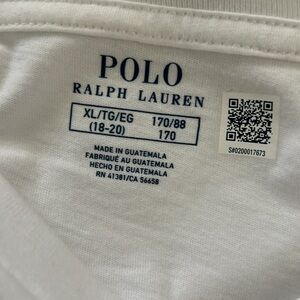 POLO
RALPH LAUREN
XL/TG/EG 170/88
(18-20) 170
MADE IN GUATEMALA
FABRIQUÉ AU GUATEMALA
HECHO EN GUATEMALA
RN 41381/CA 56658
S#0200017673